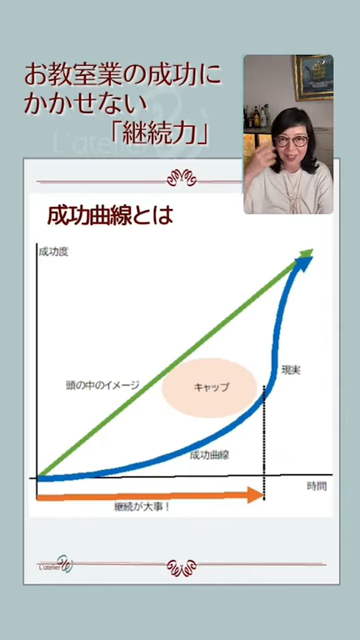 お教室業の成功に
かかせない
「継続力」
L'atelier
成功曲線とは
成功度
頭の中のイメージ
キャップ
現実
成功曲線
時間
継続が大事！
L'atelier